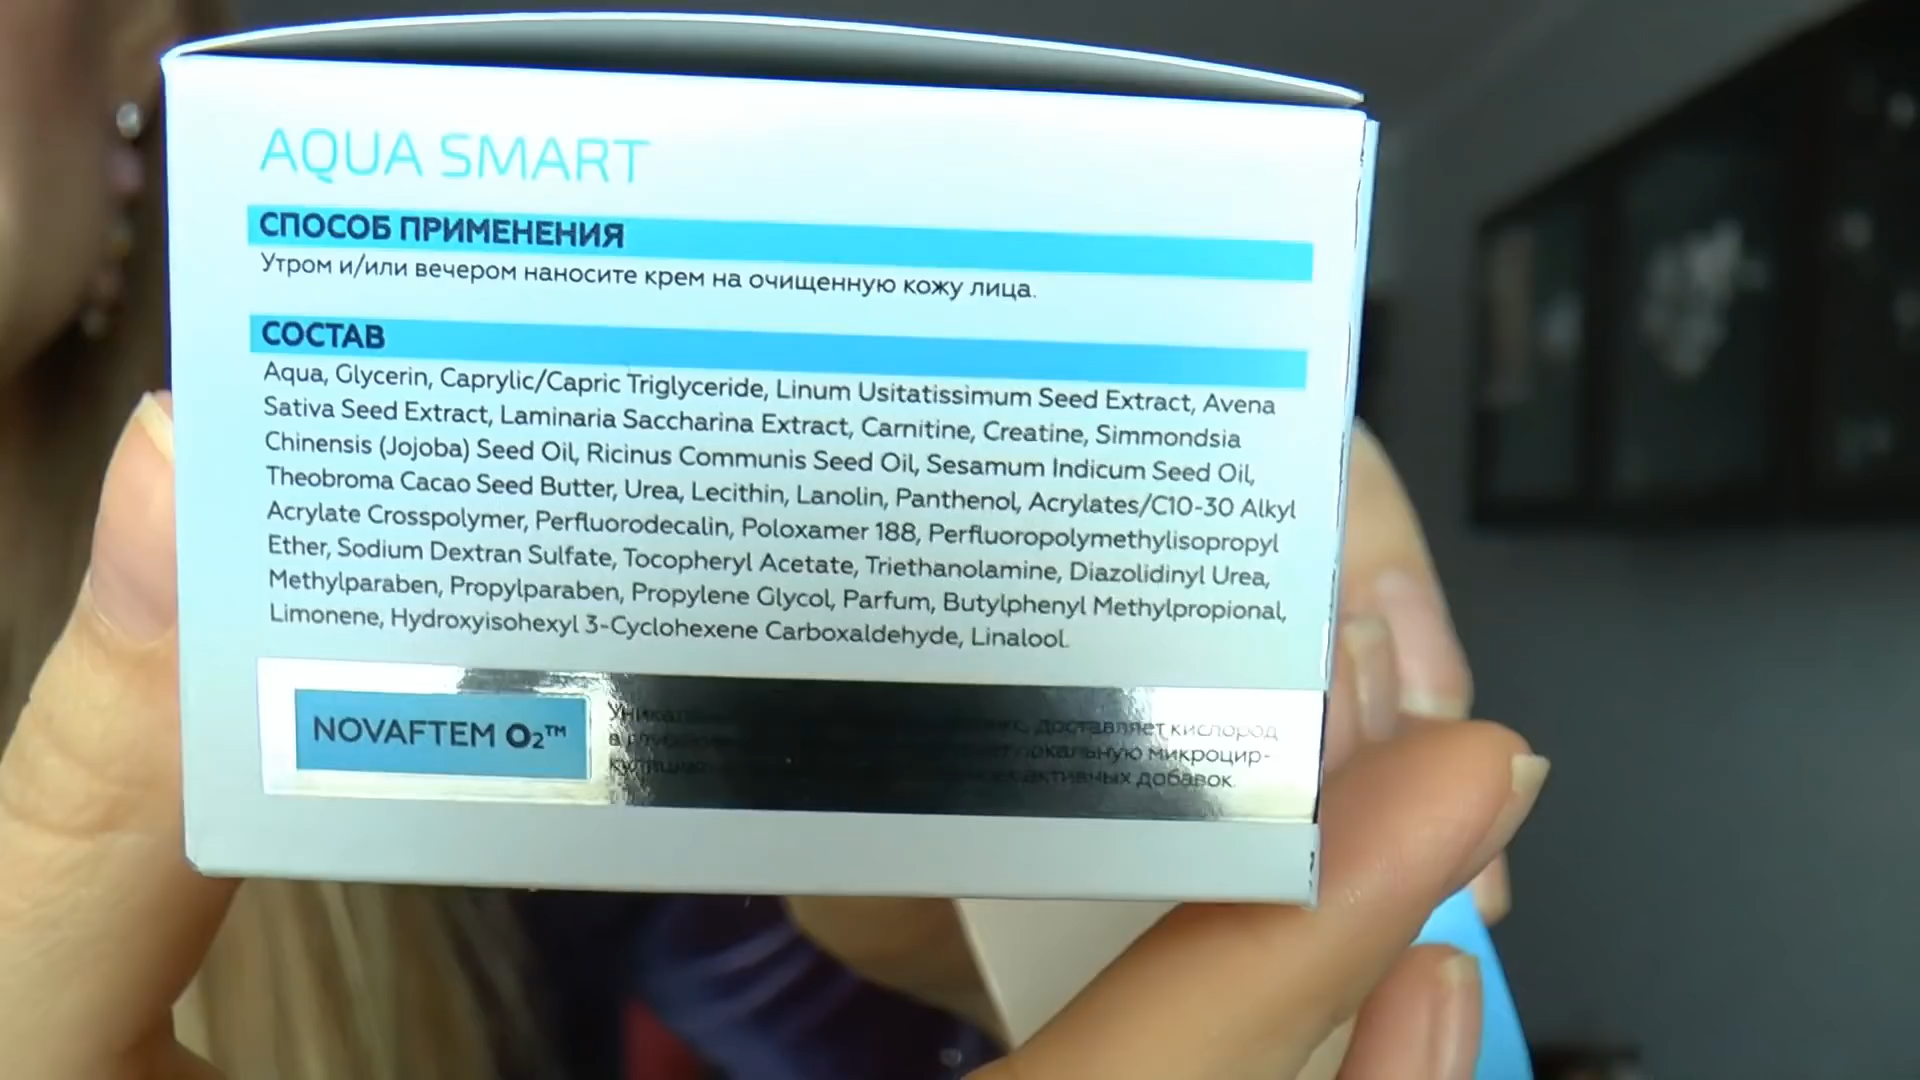 AQUA SMART
СПОСОБ ПРИМЕНЕНИЯ
Утром и/или вечером наносите крем на очищенную кожу лица.
СОСТАВ
Aqua, Glycerin, Caprylic/Capric Triglyceride, Linum Usitatissimum Seed Extract, Avena
Sativa Seed Extract, Laminaria Saccharina Extract, Carnitine, Creatine, Simmondsia
Chinensis (Jojoba) Seed Oil, Ricinus Communis Seed Oil, Sesamum Indicum Seed Oil,
Theobroma Cacao Seed Butter, Urea, Lecithin, Lanolin, Panthenol, Acrylates/C10-30 Alkyl
Acrylate Crosspolymer, Perfluorodecalin, Poloxamer 188, Perfluoropolymethylisopropyl
Ether, Sodium Dextran Sulfate, Tocopheryl Acetate, Triethanolamine, Diazolidinyl Urea,
Methylparaben, Propylparaben, Propylene Glycol, Parfum, Butylphenyl Methylpropional,
Limonene, Hydroxyisohexyl 3-Cyclohexene Carboxaldehyde, Linalool.
NOVAFTEM O₂™
доставляет кислород
локальную микроцир-
активных добавок.